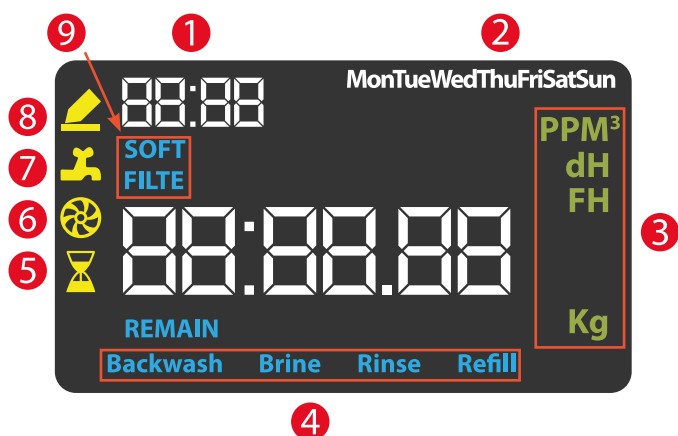 9 1 2
88:88 MonTueWedThuFriSatSun
8 PPM³
SOFT
7 dH
FILTE
FH
6 88:88.88
3
5
REMAIN Kg
Backwash Brine Rinse Refill
4